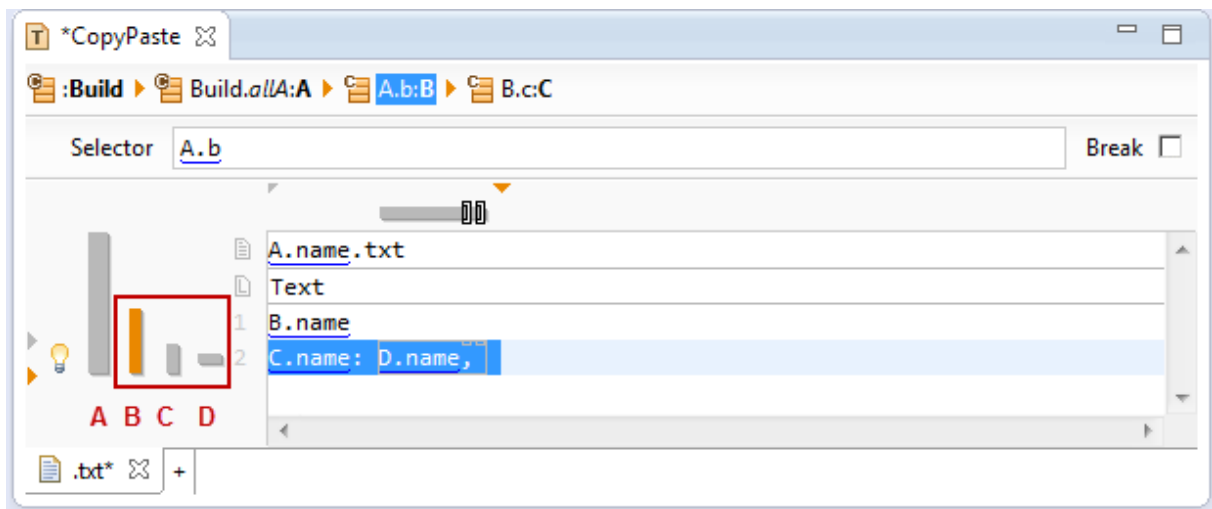 T *CopyPaste
:Build Build.allA:A A.b:B B.c:C
Selector A.b Break
A.name.txt
L Text
1 B.name
2 C.name: D.name,
A B C D
.txt* +